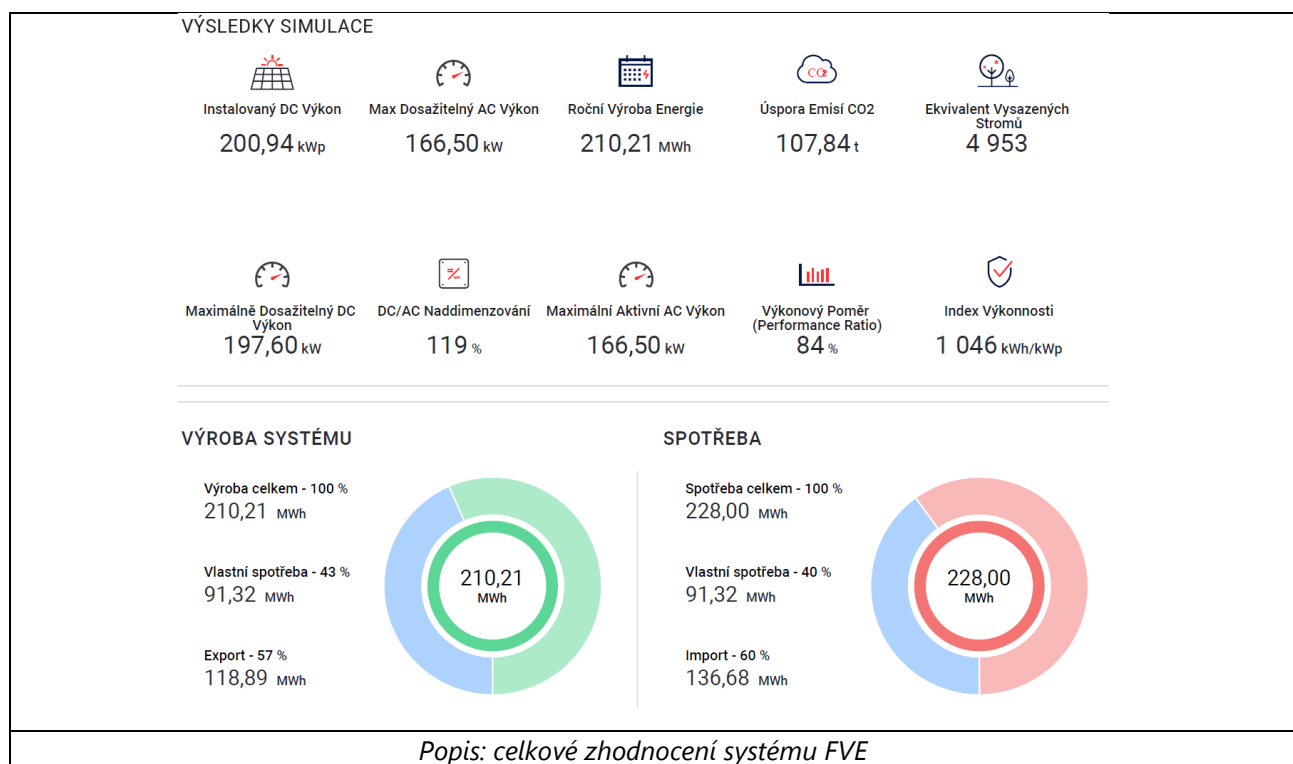 VÝSLEDKY SIMULACE
Instalovaný DC Výkon
200,94 kWp
Max Dosažitelný AC Výkon
166,50 kW
Roční Výroba Energie
210,21 MWh
CO2
Úspora Emisí CO2
107,84 t
Ekvivalent Vysazených
Stromů
4 953
Maximálně Dosažitelný DC
Výkon
197,60 kW
DC/AC Naddimenzování
119 %
Maximální Aktivní AC Výkon
166,50 kW
Výkonový Poměr
(Performance Ratio)
84 %
Index Výkonnosti
1 046 kWh/kWp
VÝROBA SYSTÉMU
Výroba celkem - 100 %
210,21 MWh
Vlastní spotřeba - 43 %
91,32 MWh
Export - 57 %
118,89 MWh
210,21
MWh
SPOTŘEBA
Spotřeba celkem - 100 %
228,00 MWh
Vlastní spotřeba - 40 %
91,32 MWh
Import - 60 %
136,68 MWh
228,00
MWh
Popis: celkové zhodnocení systému FVE